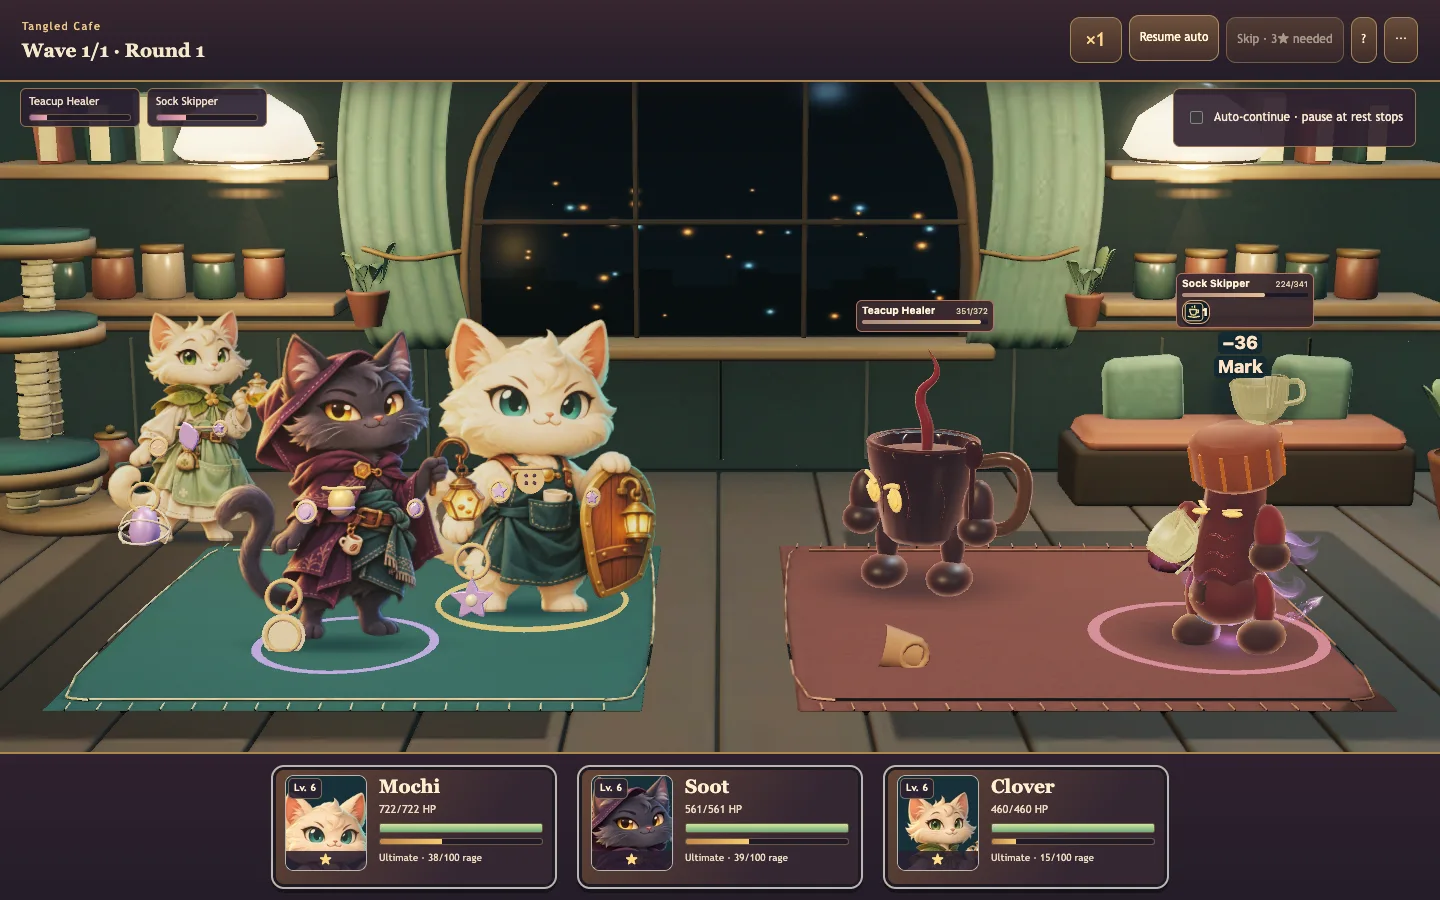 Tangled Cafe
Wave 1/1 · Round 1
×1
Resume auto
Skip · 3★ needed
?
···
Teacup Healer
Sock Skipper
Auto-continue · pause at rest stops
Teacup Healer 351/372
Sock Skipper 224/341
1
−36
Mark
Lv. 6
Mochi
722/722 HP
Ultimate · 38/100 rage
Lv. 6
Soot
561/561 HP
Ultimate · 39/100 rage
Lv. 6
Clover
460/460 HP
Ultimate · 15/100 rage